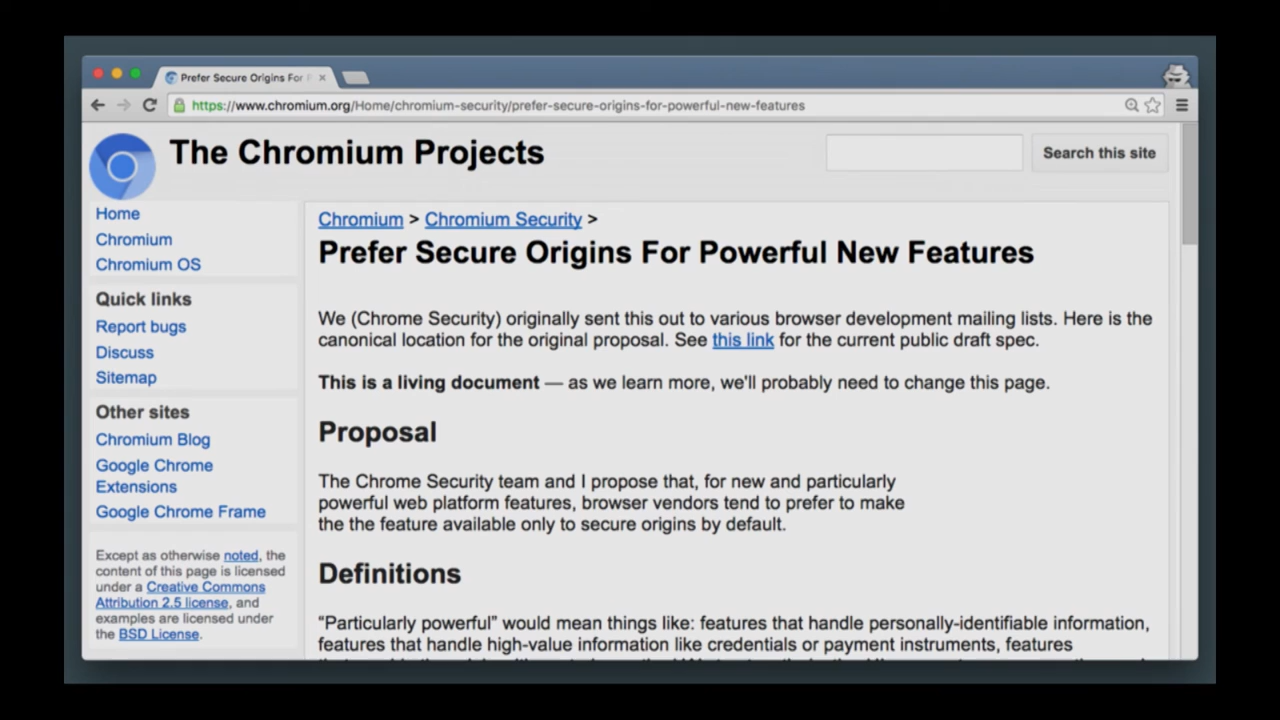 Prefer Secure Origins For
https://www.chromium.org/Home/chromium-security/prefer-secure-origins-for-powerful-new-features
The Chromium Projects
Search this site
Home
Chromium
Chromium OS
Quick links
Report bugs
Discuss
Sitemap
Other sites
Chromium Blog
Google Chrome
Extensions
Google Chrome Frame
Except as otherwise noted, the
content of this page is licensed
under a Creative Commons
Attribution 2.5 license, and
examples are licensed under
the BSD License.
Chromium > Chromium Security >
Prefer Secure Origins For Powerful New Features
We (Chrome Security) originally sent this out to various browser development mailing lists. Here is the
canonical location for the original proposal. See this link for the current public draft spec.
This is a living document — as we learn more, we'll probably need to change this page.
Proposal
The Chrome Security team and I propose that, for new and particularly
powerful web platform features, browser vendors tend to prefer to make
the the feature available only to secure origins by default.
Definitions
“Particularly powerful” would mean things like: features that handle personally-identifiable information,
features that handle high-value information like credentials or payment instruments, features